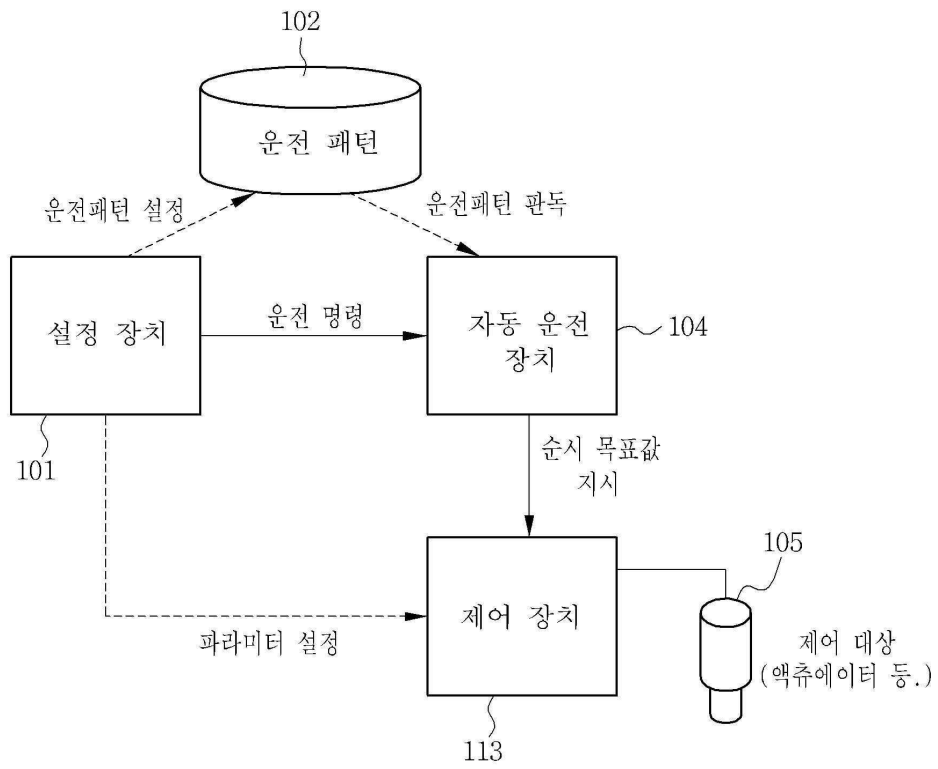 102
운전 패턴
운전패턴 설정
운전패턴 판독
설정 장치
운전 명령
자동 운전
장치
104
101
순시 목표값
지시
105
제어 장치
파라미터 설정
제어 대상
(액츄에이터 등.)
113